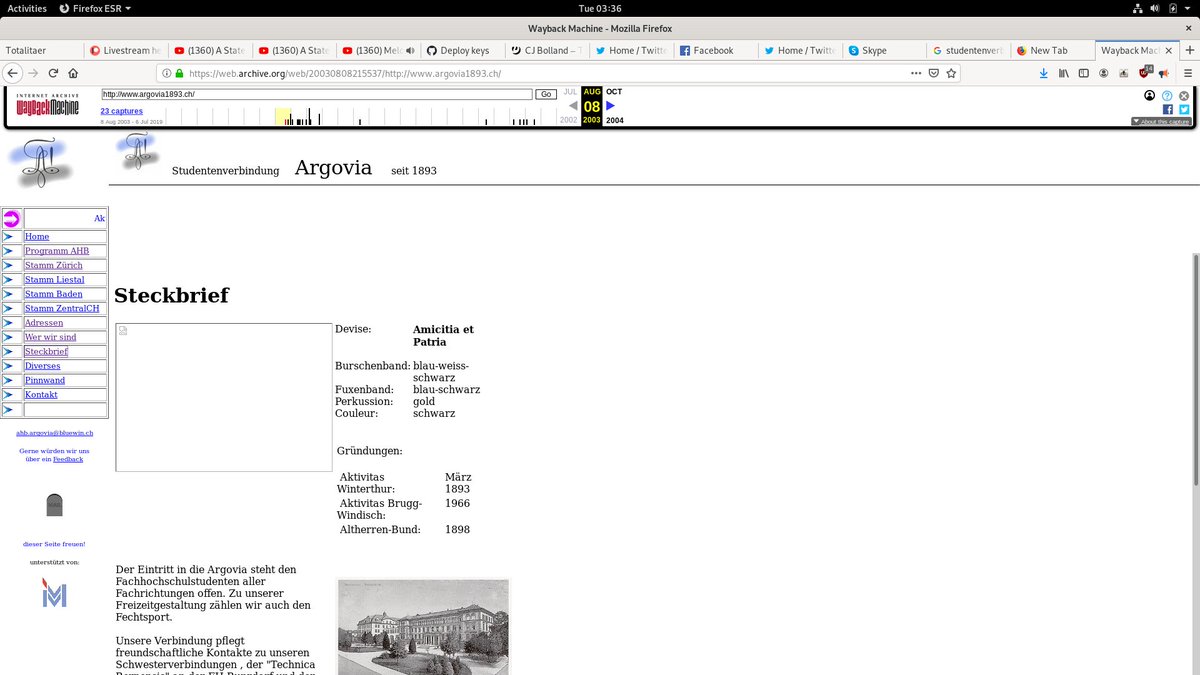 Activities Firefox ESR Tue 03:36
Wayback Machine - Mozilla Firefox
Totalitaer Livestream he (1360) A State (1360) A State (1360) Melo Deploy keys CJ Bolland – T Home / Twitt Facebook Home / Twitte Skype studentenverb New Tab Wayback Mac
https://web.archive.org/web/20030808215537/http://www.argovia1893.ch/
14
INTERNET ARCHIVE
WayBackMachine
http://www.argovia1893.ch/ Go
23 captures
8 Aug 2003 - 6 Jul 2019
JUL AUG OCT
08
2002 2003 2004
About this capture
Studentenverbindung Argovia seit 1893
Ak
Home
Programm AHB
Stamm Zürich
Stamm Liestal
Stamm Baden
Stamm ZentralCH
Adressen
Wer wir sind
Steckbrief
Diverses
Pinnwand
Kontakt
ahb.argovia@bluewin.ch
Gerne würden wir uns
über ein Feedback
dieser Seite freuen!
unterstützt von:
Steckbrief
Devise: Amicitia et
Patria
Burschenband: blau-weiss-
schwarz
Fuxenband: blau-schwarz
Perkussion: gold
Couleur: schwarz
Gründungen:
Aktivitas März
Winterthur: 1893
Aktivitas Brugg- 1966
Windisch:
Altherren-Bund: 1898
Der Eintritt in die Argovia steht den
Fachhochschulstudenten aller
Fachrichtungen offen. Zu unserer
Freizeitgestaltung zählen wir auch den
Fechtsport.
Unsere Verbindung pflegt
freundschaftliche Kontakte zu unseren
Schwesterverbindungen , der "Technica